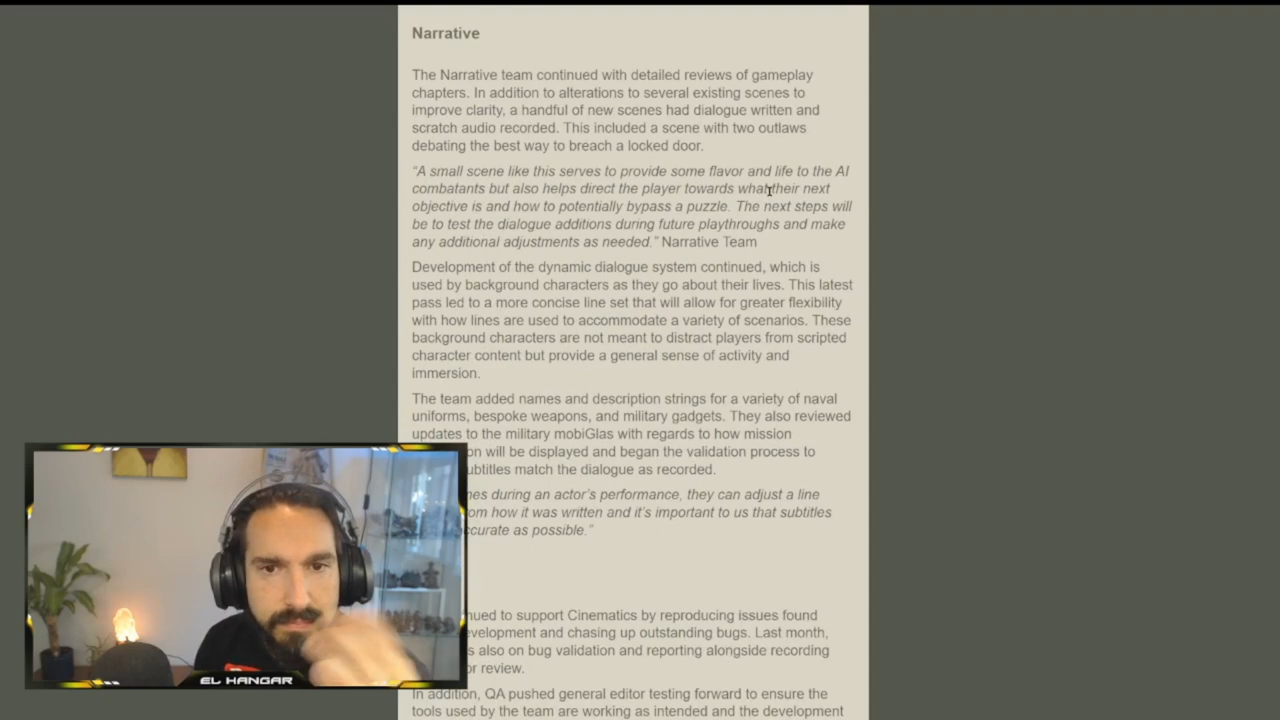 Narrative
The Narrative team continued with detailed reviews of gameplay
chapters. In addition to alterations to several existing scenes to
improve clarity, a handful of new scenes had dialogue written and
scratch audio recorded. This included a scene with two outlaws
debating the best way to breach a locked door.
“A small scene like this serves to provide some flavor and life to the AI
combatants but also helps direct the player towards what their next
objective is and how to potentially bypass a puzzle. The next steps will
be to test the dialogue additions during future playthroughs and make
any additional adjustments as needed.” Narrative Team
Development of the dynamic dialogue system continued, which is
used by background characters as they go about their lives. This latest
pass led to a more concise line set that will allow for greater flexibility
with how lines are used to accommodate a variety of scenarios. These
background characters are not meant to distract players from scripted
character content but provide a general sense of activity and
immersion.
The team added names and description strings for a variety of naval
uniforms, bespoke weapons, and military gadgets. They also reviewed
updates to the military mobiGlas with regards to how mission
on will be displayed and began the validation process to
ubtitles match the dialogue as recorded.
mes during an actor’s performance, they can adjust a line
om how it was written and it’s important to us that subtitles
ccurate as possible.”
nued to support Cinematics by reproducing issues found
evelopment and chasing up outstanding bugs. Last month,
s also on bug validation and reporting alongside recording
or review.
In addition, QA pushed general editor testing forward to ensure the
tools used by the team are working as intended and the development
EL HANGAR